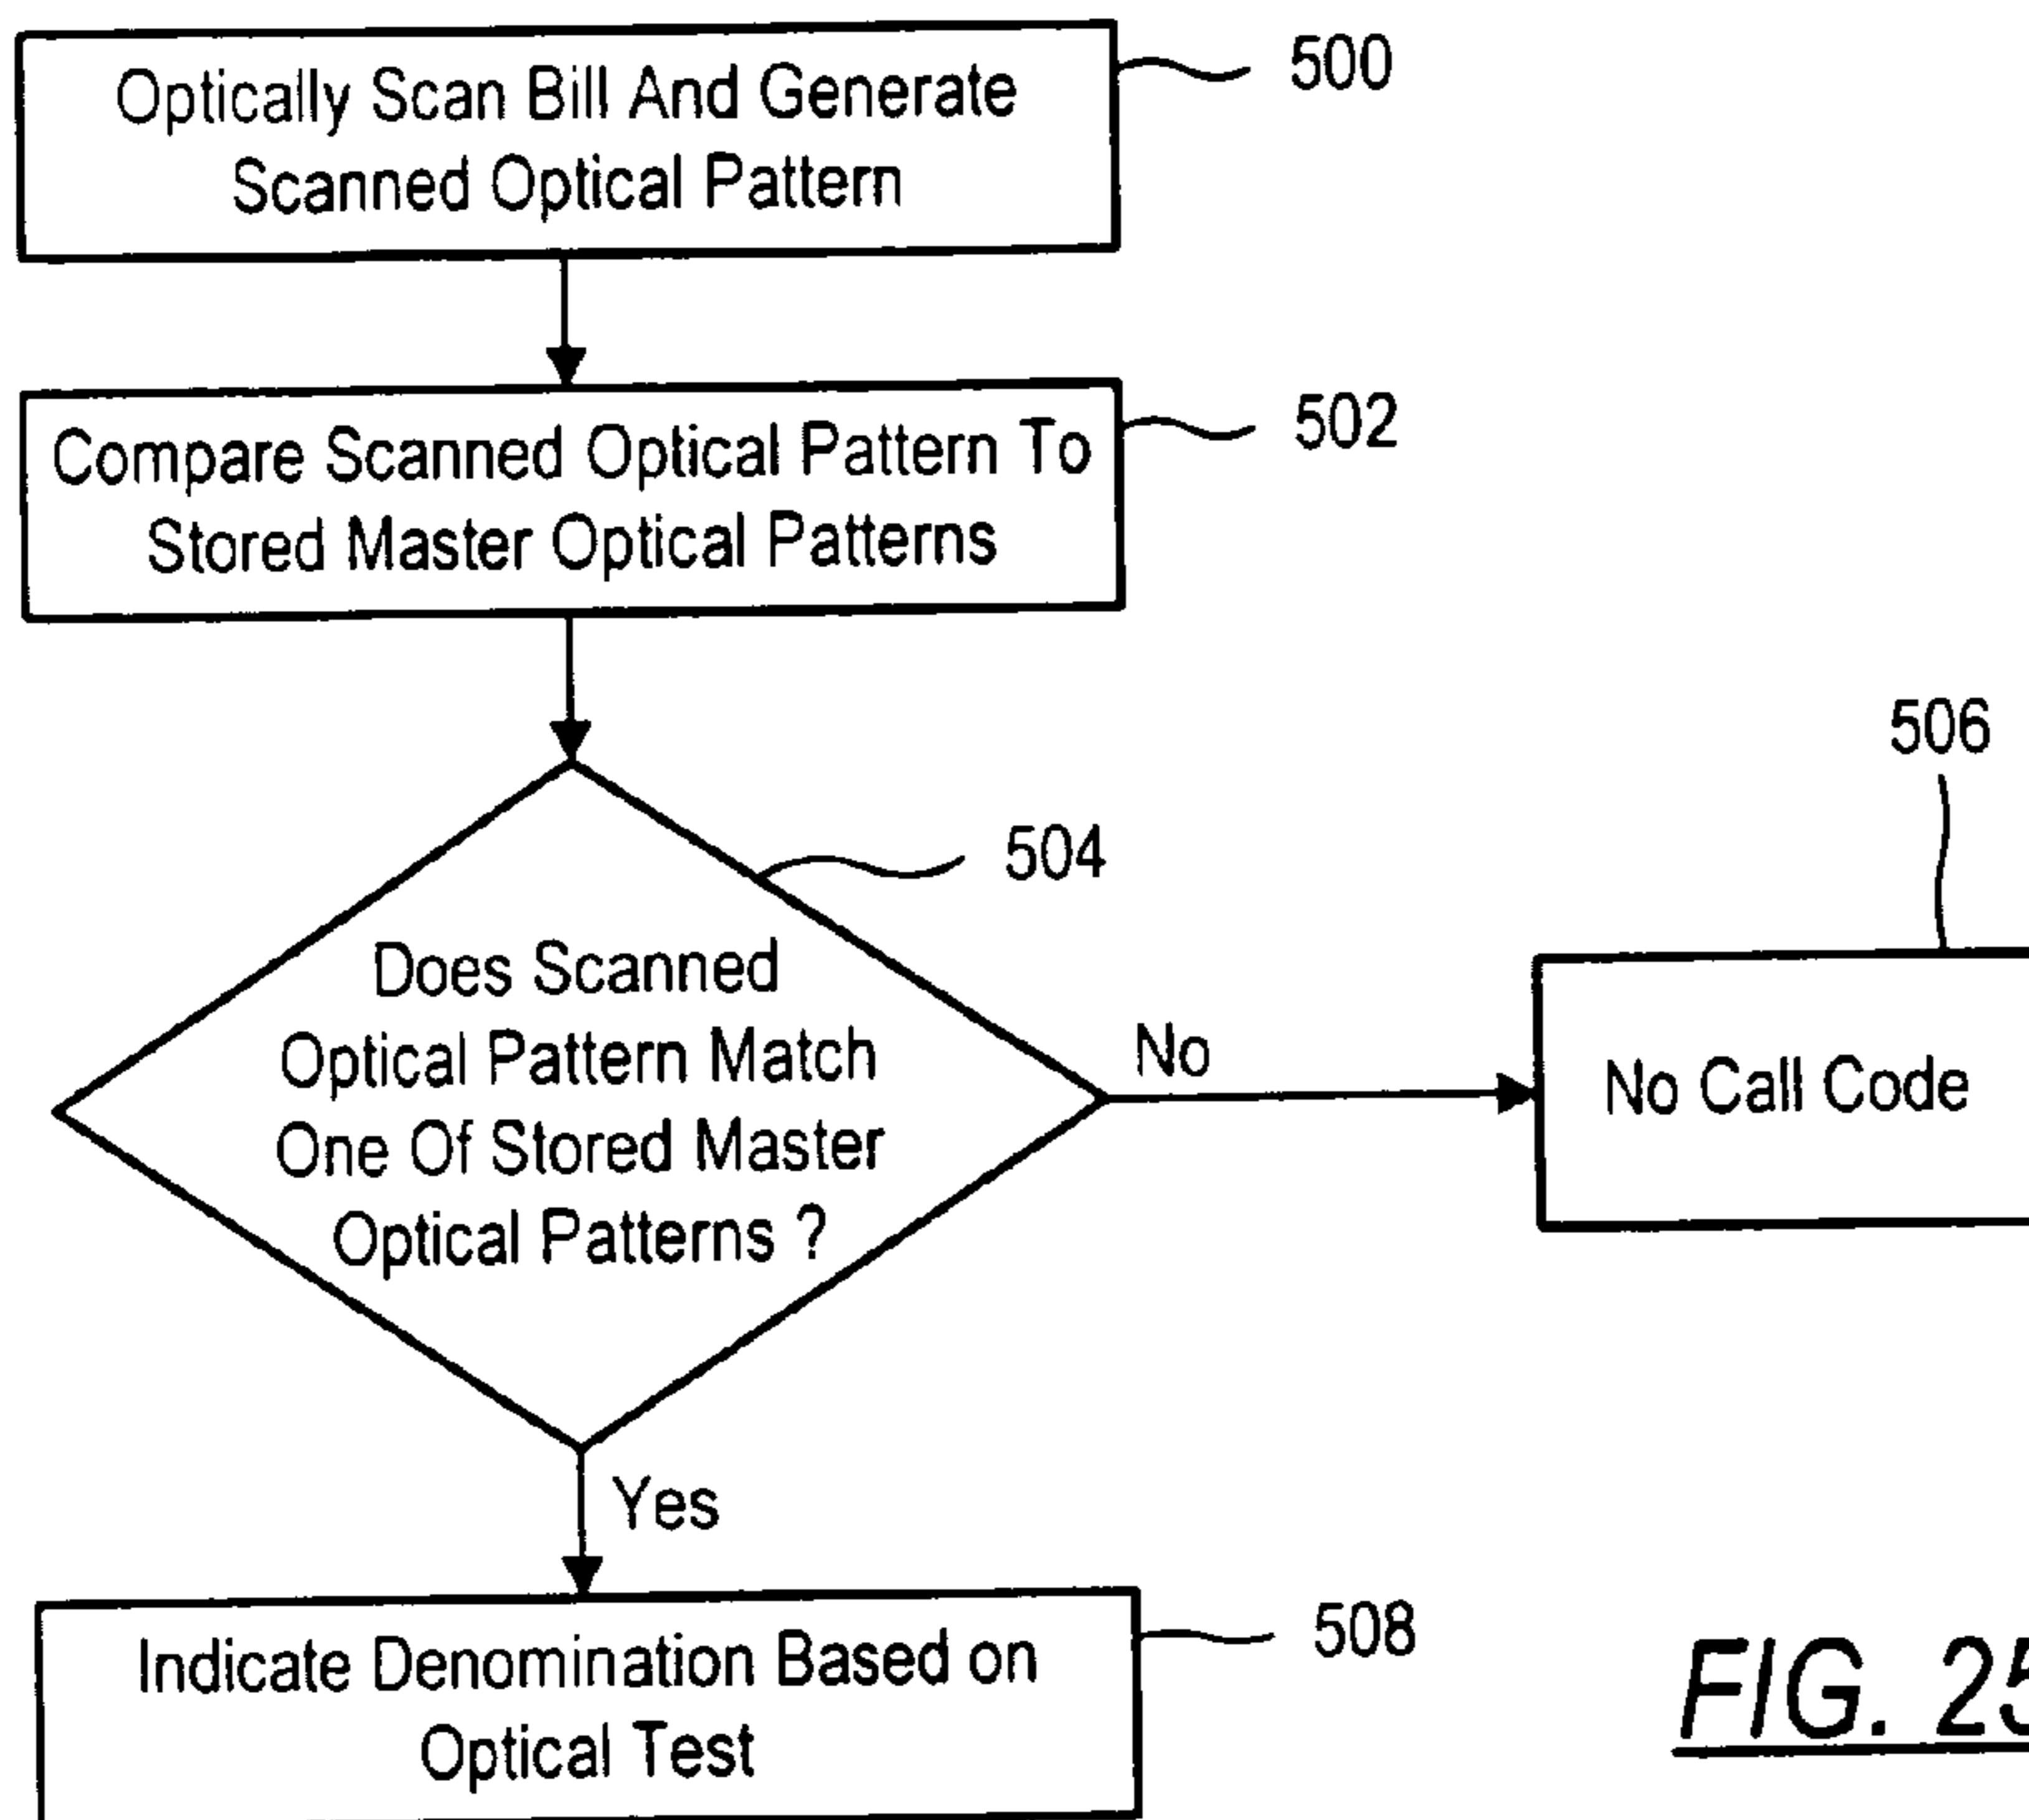 Optically Scan Bill And Generate
Scanned Optical Pattern
500
Compare Scanned Optical Pattern To
Stored Master Optical Patterns
502
506
504
Does Scanned
Optical Pattern Match
One Of Stored Master
Optical Patterns ?
No
No Call Code
Yes
Indicate Denomination Based on
Optical Test
508
FIG. 25